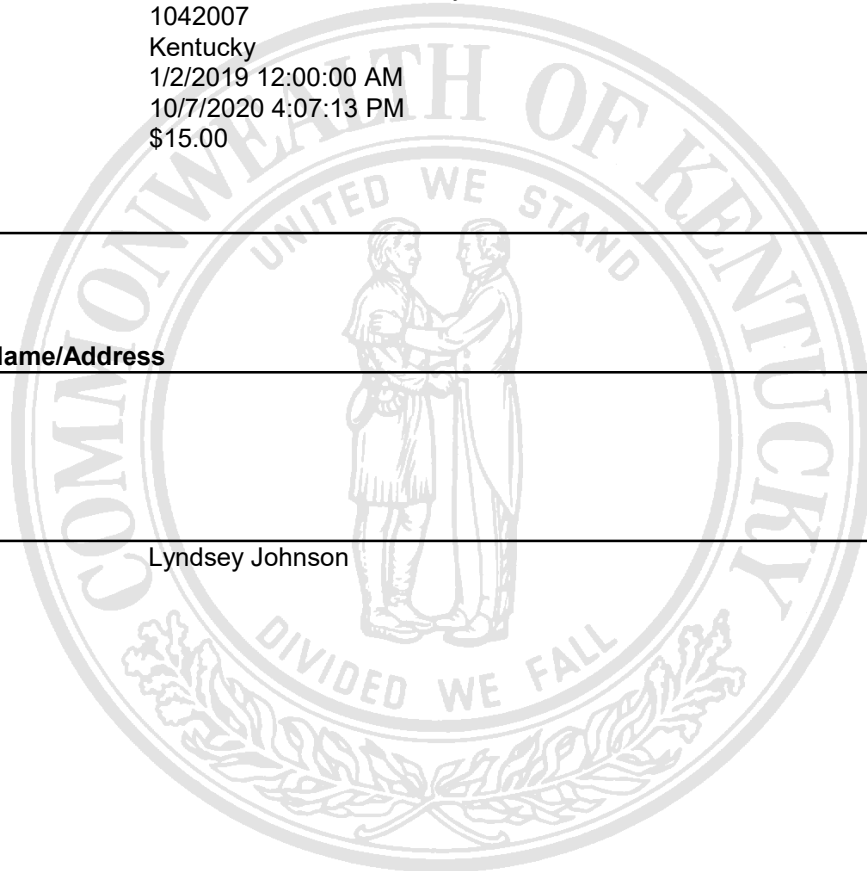 1042007
Kentucky
1/2/2019 12:00:00 AM
10/7/2020 4:07:13 PM
$15.00
COMMONWEALTH OF KENTUCKY
UNITED WE STAND
Name/Address
Lyndsey Johnson
DIVIDED WE FALL